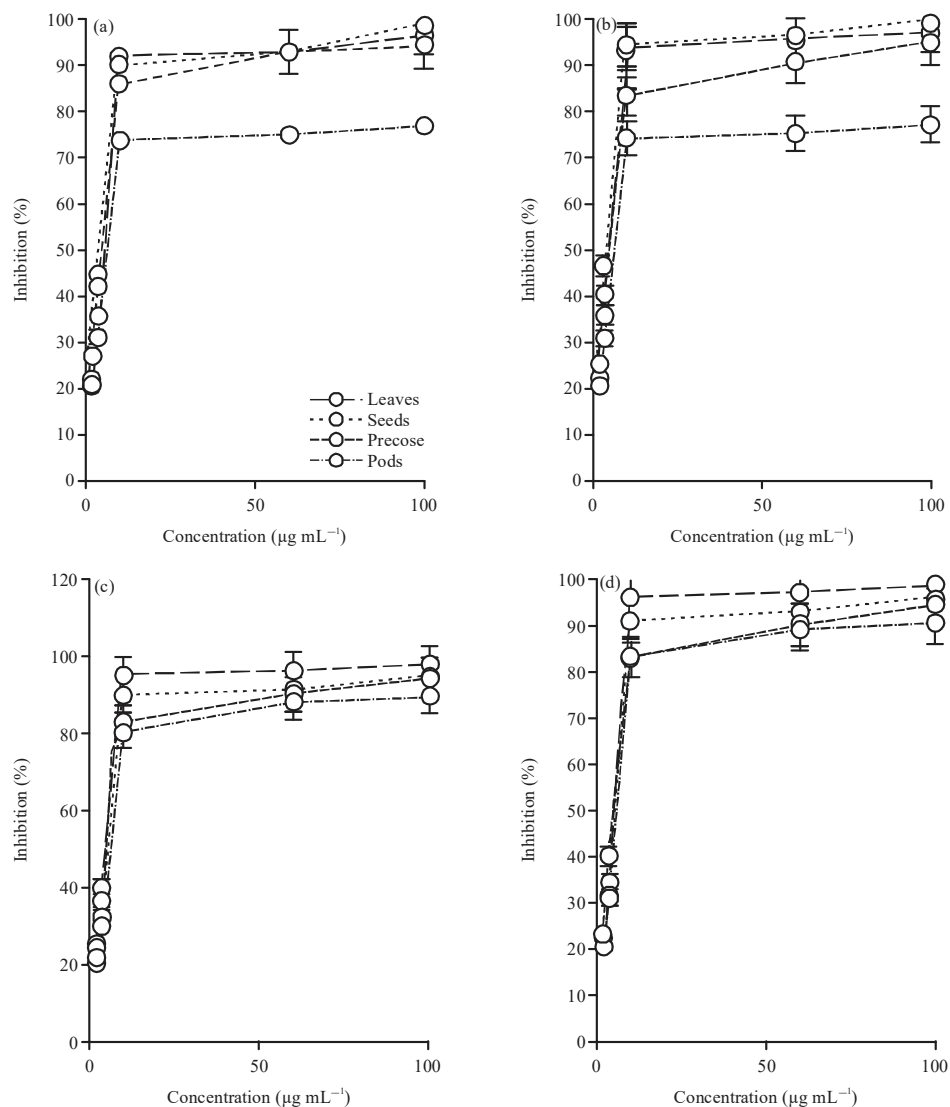 (a)
100
90
80
70
60
50
40
30
20
10
0
Inhibition (%)
Leaves
Seeds
Precose
Pods
0 50 100
Concentration (µg mL⁻¹)
(b)
100
90
80
70
60
50
40
30
20
10
0
Inhibition (%)
0 50 100
Concentration (µg mL⁻¹)
(c)
120
100
80
60
40
20
0
Inhibition (%)
0 50 100
Concentration (µg mL⁻¹)
(d)
100
90
80
70
60
50
40
30
20
10
0
Inhibition (%)
0 50 100
Concentration (µg mL⁻¹)